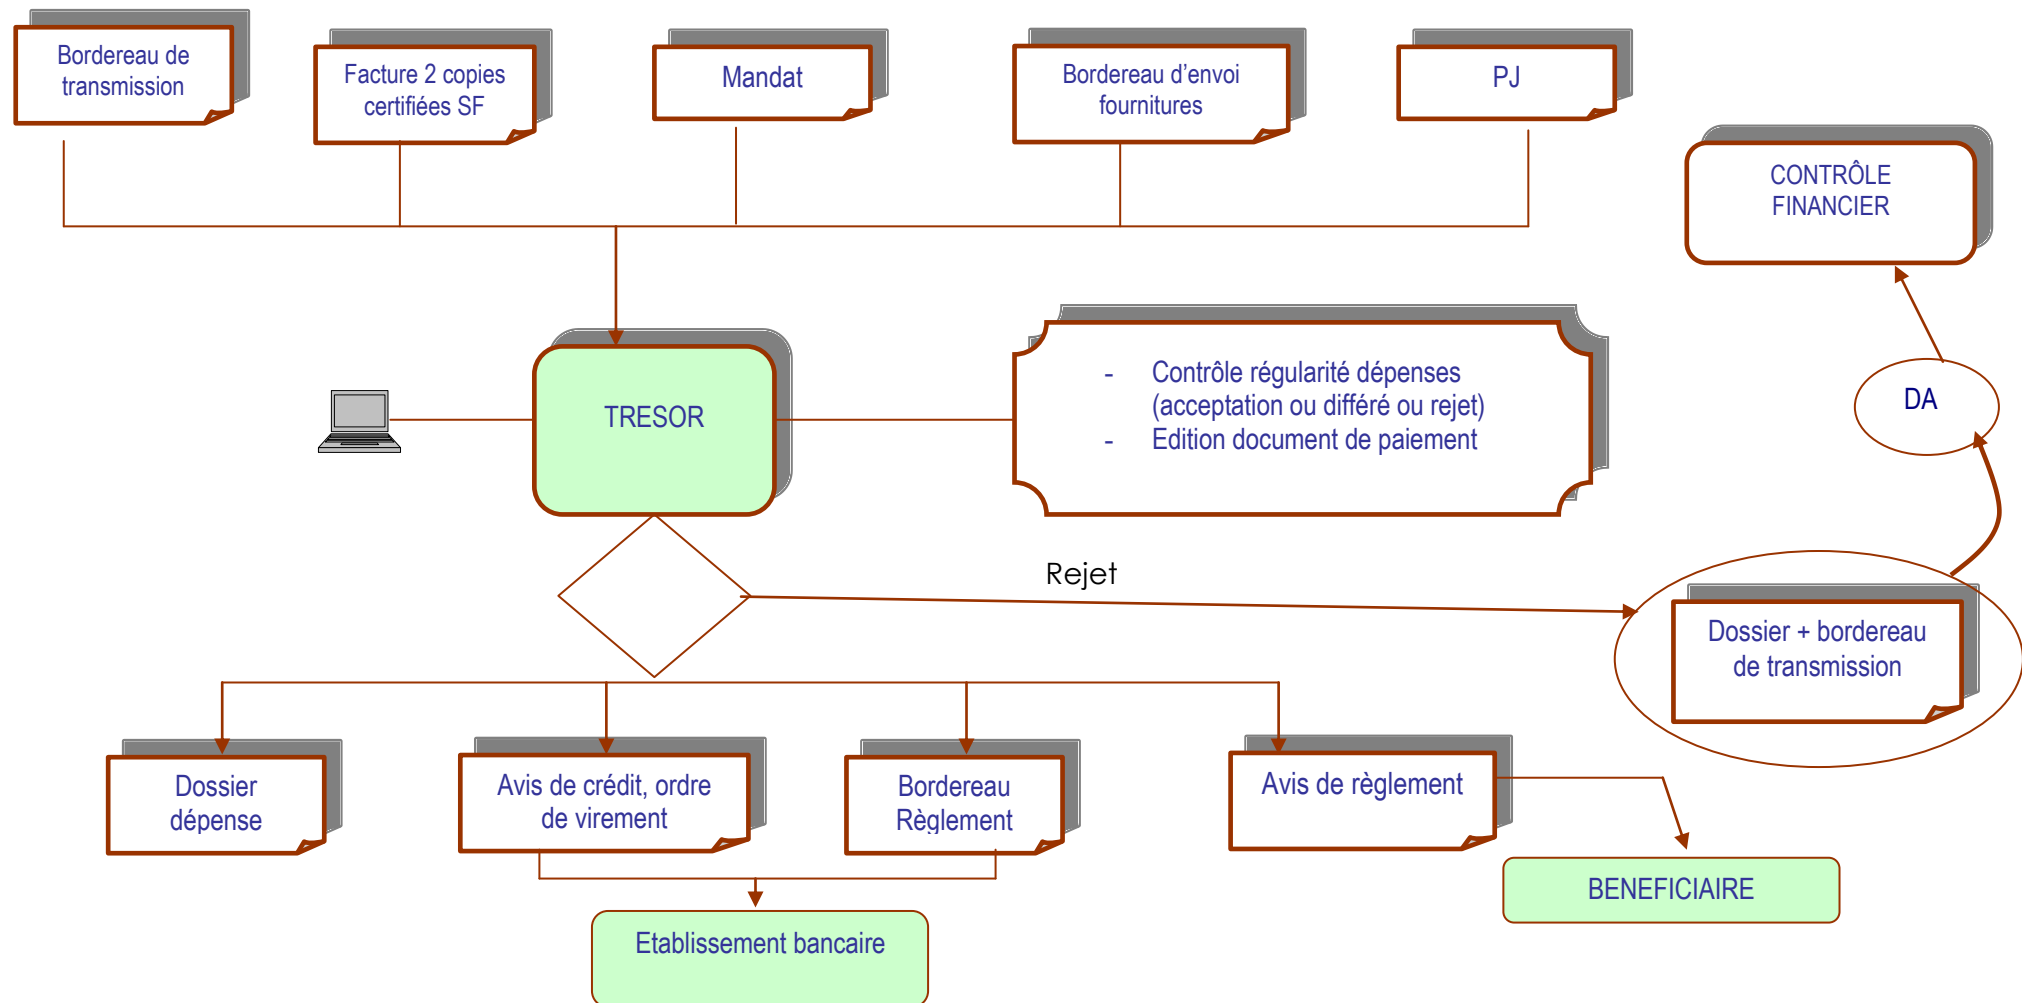 Bordereau de
transmission
Facture 2 copies
certifiées SF
Mandat
Bordereau d'envoi
fournitures
PJ
CONTRÔLE
FINANCIER
TRESOR
- Contrôle régularité dépenses
(acceptation ou différé ou rejet)
- Edition document de paiement
DA
Rejet
Dossier + bordereau
de transmission
Dossier
dépense
Avis de crédit, ordre
de virement
Bordereau
Règlement
Avis de règlement
BENEFICIAIRE
Etablissement bancaire